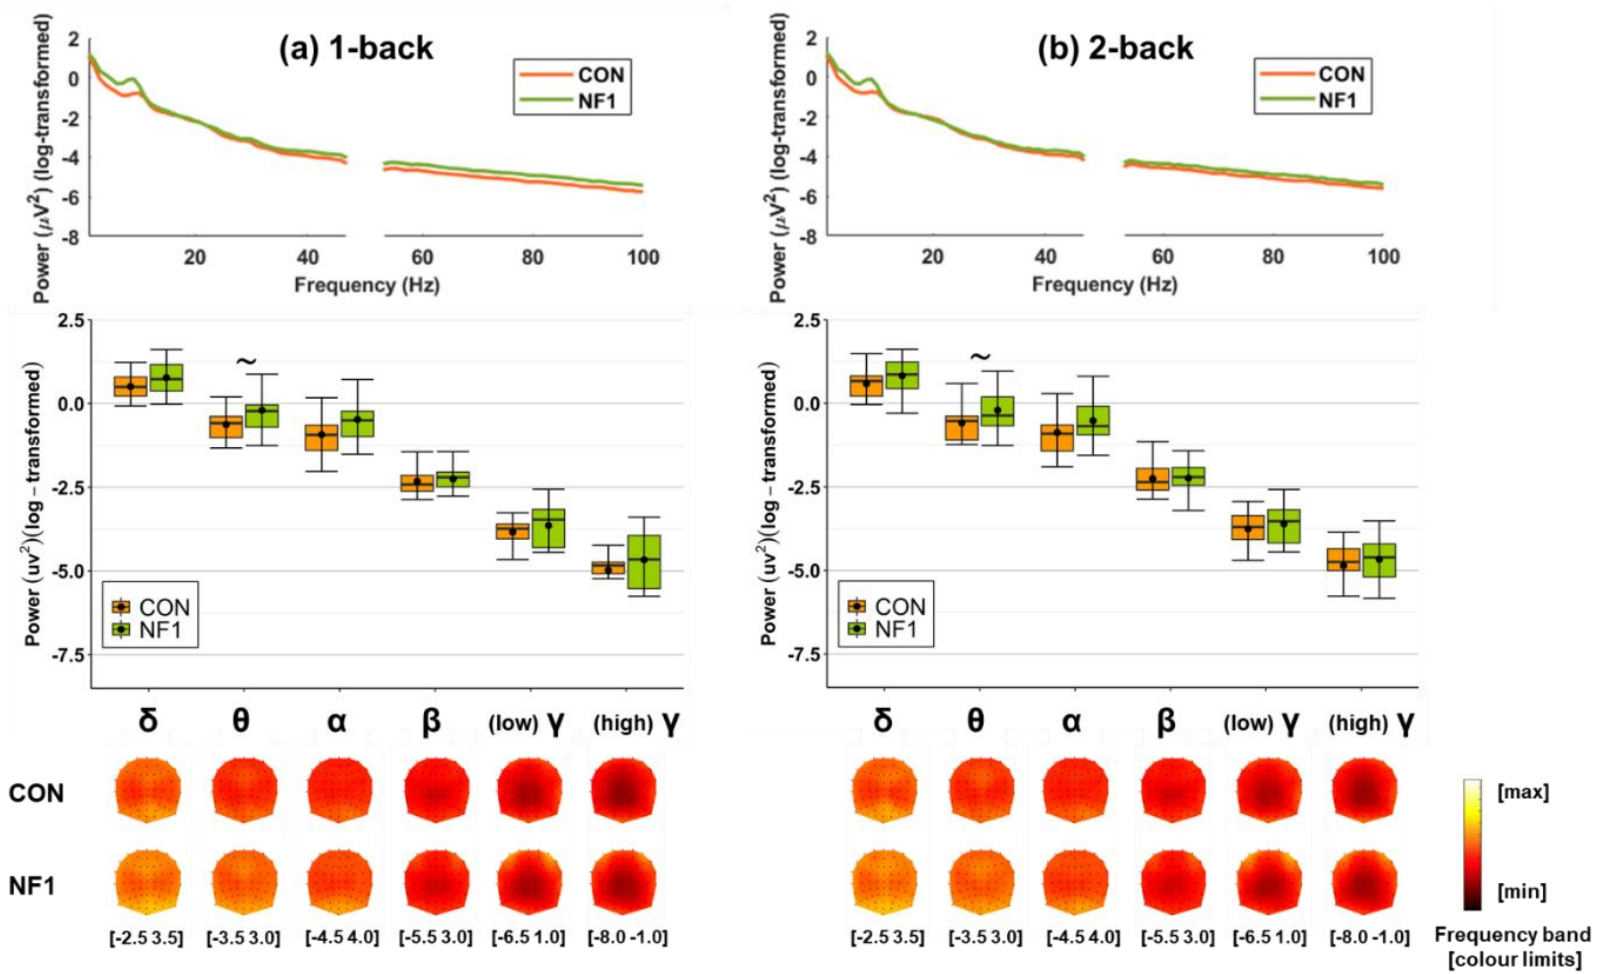 (a) 1-back
2
0
-2
-4
-6
-8
Power (μV²) (log-transformed)
CON
NF1
20 40 60 80 100
Frequency (Hz)
(b) 2-back
2
0
-2
-4
-6
-8
Power (μV²) (log-transformed)
CON
NF1
20 40 60 80 100
Frequency (Hz)
2.5
0.0
-2.5
-5.0
-7.5
Power (uv²)(log – transformed)
~
CON
NF1
δ θ α β (low) γ (high) γ
2.5
0.0
-2.5
-5.0
-7.5
Power (uv²)(log – transformed)
~
CON
NF1
δ θ α β (low) γ (high) γ
CON
NF1
[-2.5 3.5] [-3.5 3.0] [-4.5 4.0] [-5.5 3.0] [-6.5 1.0] [-8.0 -1.0]
[-2.5 3.5] [-3.5 3.0] [-4.5 4.0] [-5.5 3.0] [-6.5 1.0] [-8.0 -1.0]
[max]
[min]
Frequency band
[colour limits]